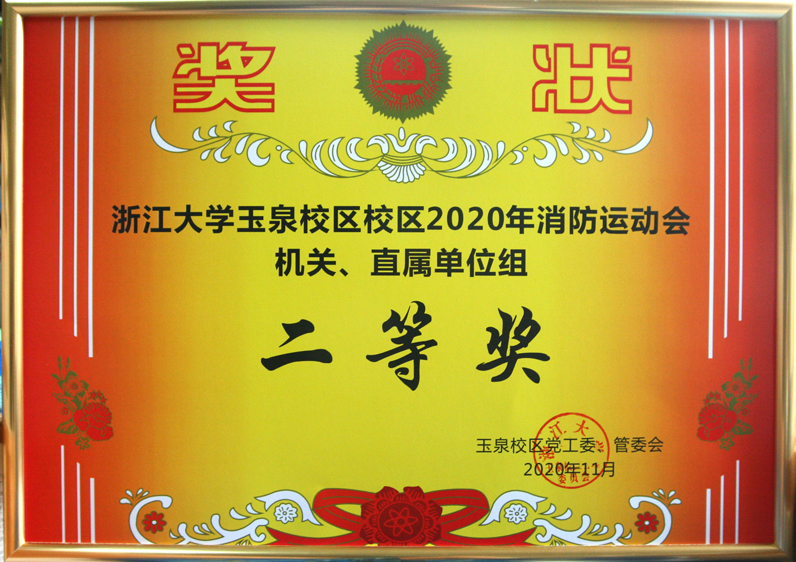 奖状
浙江大学玉泉校区校区2020年消防运动会
机关、直属单位组
二等奖
玉泉校区党工委、管委会
2020年11月